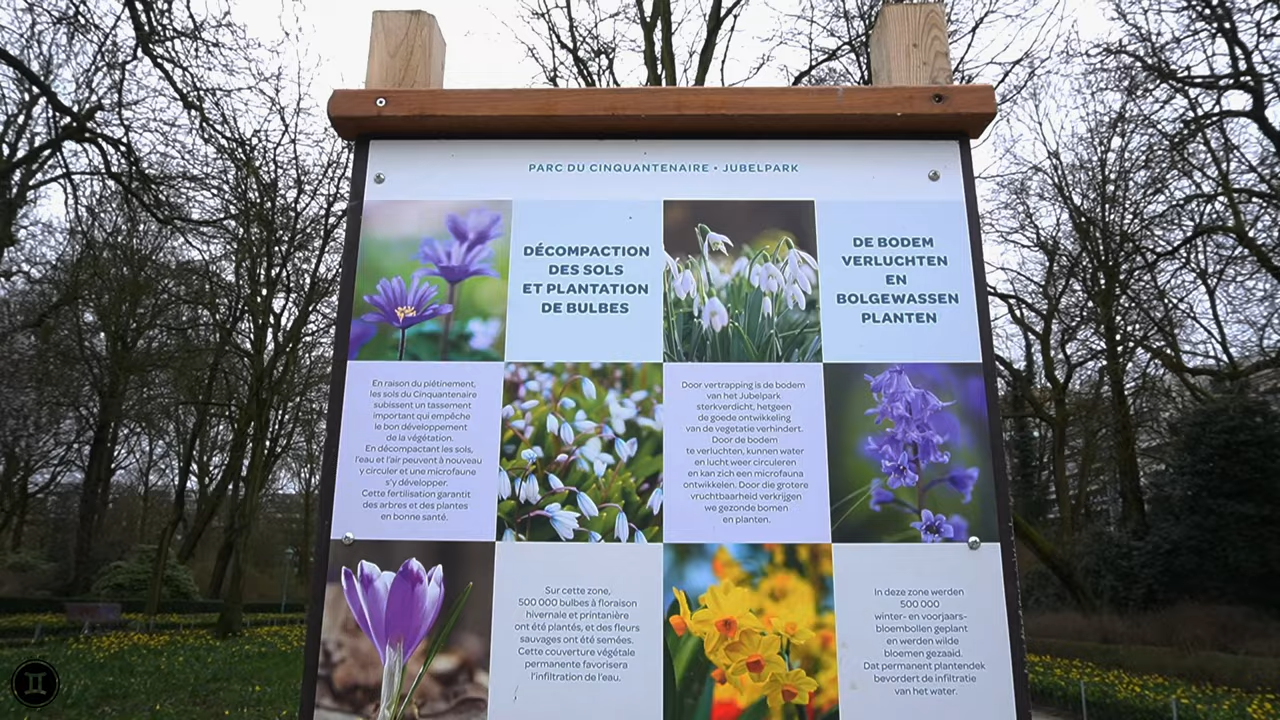 PARC DU CINQUANTENAIRE • JUBELPARK
DÉCOMPACTION
DES SOLS
ET PLANTATION
DE BULBES
DE BODEM
VERLUCHTEN
EN
BOLGEWASSEN
PLANTEN
En raison du piétinement,
les sols du Cinquantenaire
subissent un tassement
important qui empêche
le bon développement
de la végétation.
En décompactant les sols,
l'eau et l'air peuvent à nouveau
y circuler et une microfaune
s'y développer.
Cette fertilisation garantit
des arbres et des plantes
en bonne santé.
Door vertrapping is de bodem
van het Jubelpark
sterkverdicht, hetgeen
de goede ontwikkeling
van de vegetatie verhindert.
Door de bodem
te verluchten, kunnen water
en lucht weer circuleren
en kan zich een microfauna
ontwikkelen. Door die grotere
vruchtbaarheid verkrijgen
we gezonde bomen
en planten.
Sur cette zone,
500 000 bulbes à floraison
hivernale et printanière
ont été plantés, et des fleurs
sauvages ont été semées.
Cette couverture végétale
permanente favorisera
l'infiltration de l'eau.
In deze zone werden
500 000
winter- en voorjaars-
bloembollen geplant
en werden wilde
bloemen gezaaid.
Dat permanent plantendek
bevordert de infiltratie
van het water.